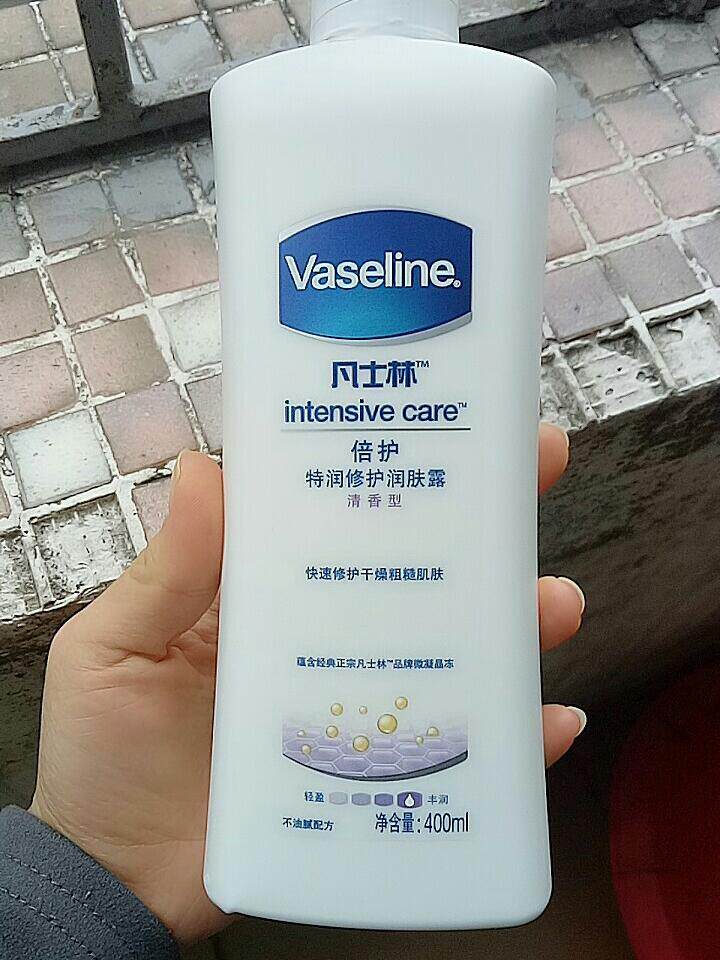 Vaseline®
凡士林™
intensive care™
倍护
特润修护润肤露
清香型
快速修护干燥粗糙肌肤
蕴含经典正宗凡士林™品牌微凝晶冻
轻盈 丰润
不油腻配方 净含量:400ml